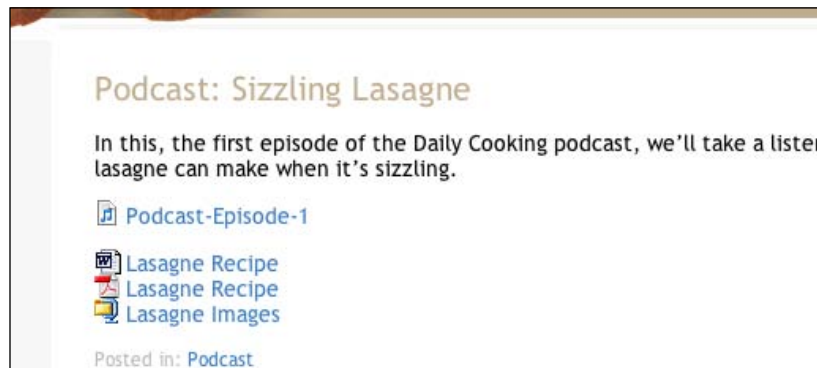 Podcast: Sizzling Lasagne
In this, the first episode of the Daily Cooking podcast, we’ll take a
lasagne can make when it’s sizzling.
Podcast-Episode-1
Lasagne Recipe
Lasagne Recipe
Lasagne Images
Posted in: Podcast